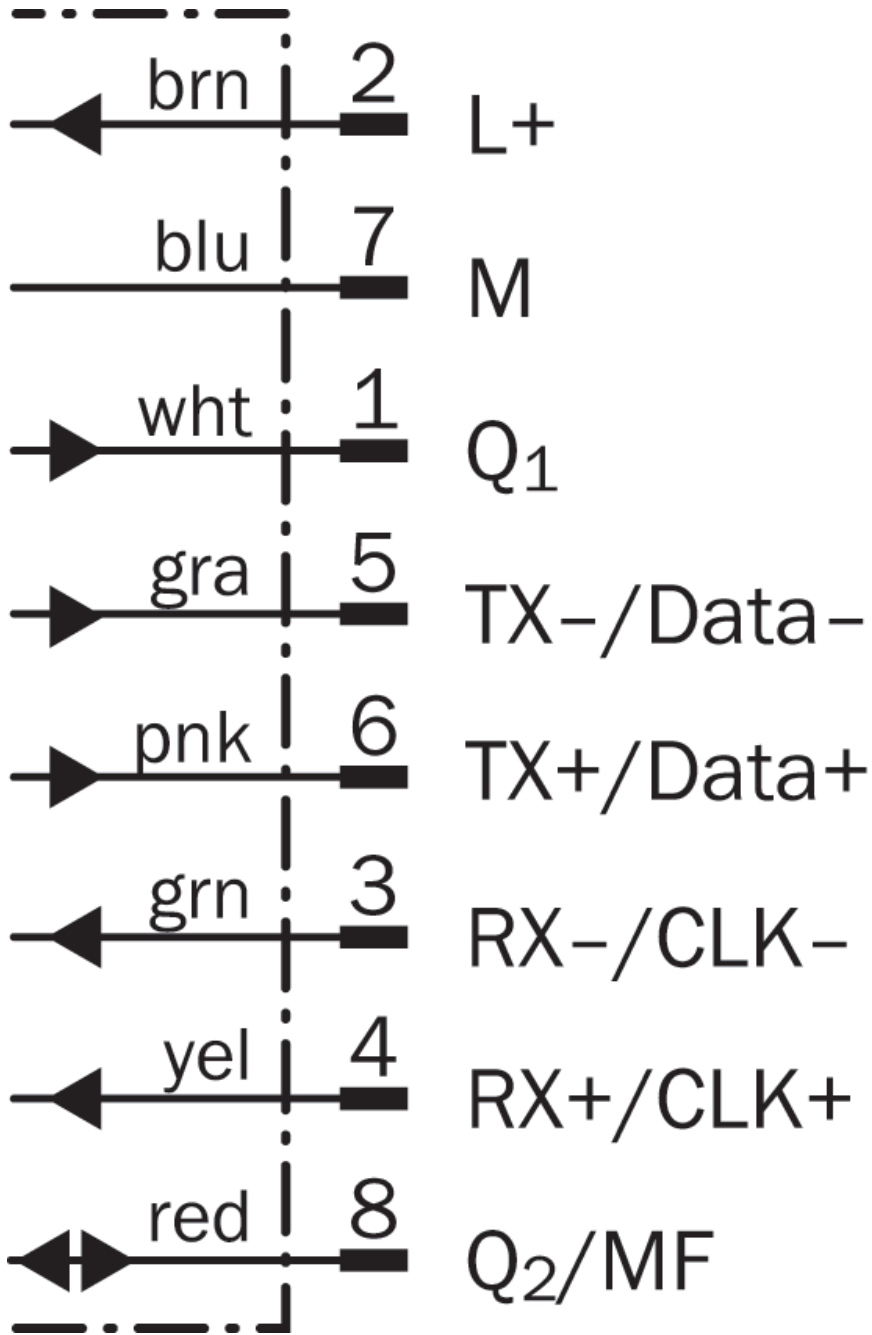 brn 2 L+
blu 7 M
wht 1 Q₁
gra 5 TX–/Data–
pnk 6 TX+/Data+
grn 3 RX–/CLK–
yel 4 RX+/CLK+
red 8 Q₂/MF